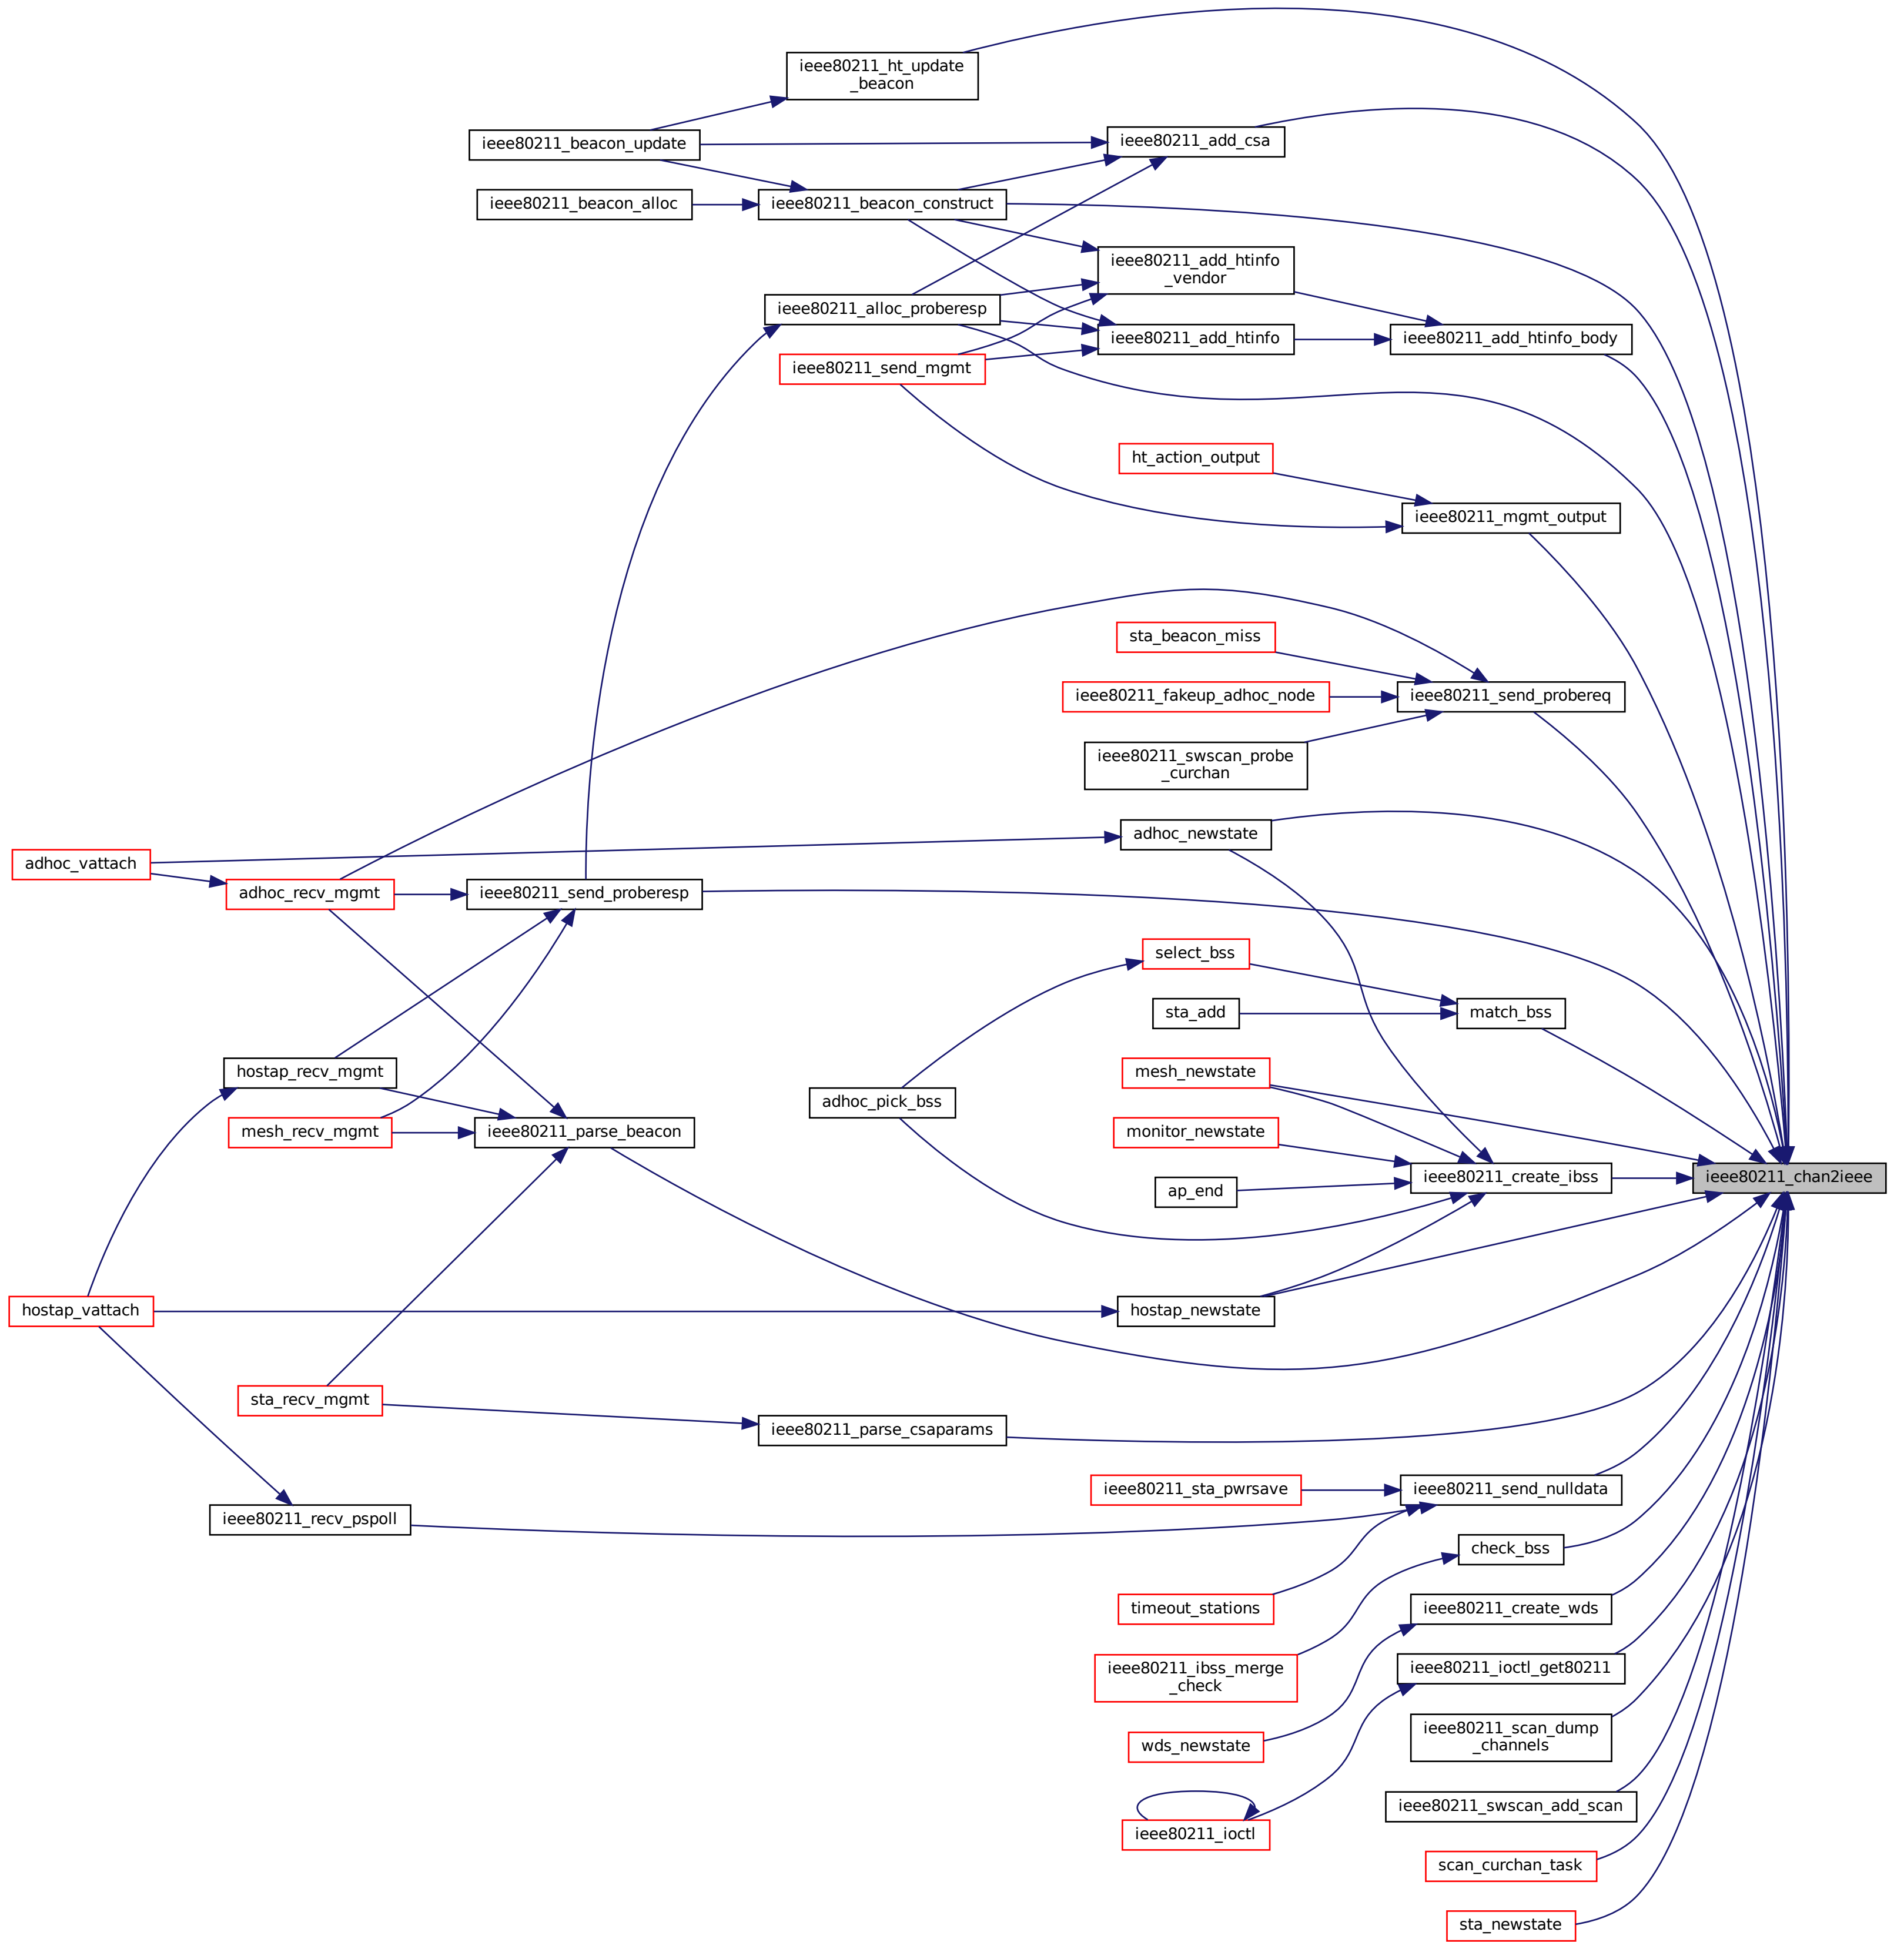 ieee80211_ht_update
_beacon
ieee80211_add_csa
ieee80211_beacon_update
ieee80211_beacon_alloc
ieee80211_beacon_construct
ieee80211_add_htinfo
_vendor
ieee80211_alloc_proberesp
ieee80211_add_htinfo
ieee80211_add_htinfo_body
ieee80211_send_mgmt
ht_action_output
ieee80211_mgmt_output
sta_beacon_miss
ieee80211_fakeup_adhoc_node
ieee80211_send_probereq
ieee80211_swscan_probe
_curchan
adhoc_newstate
adhoc_vattach
adhoc_recv_mgmt
ieee80211_send_proberesp
select_bss
sta_add
match_bss
hostap_recv_mgmt
mesh_newstate
adhoc_pick_bss
mesh_recv_mgmt
ieee80211_parse_beacon
monitor_newstate
ap_end
ieee80211_create_ibss
ieee80211_chan2ieee
hostap_vattach
hostap_newstate
sta_recv_mgmt
ieee80211_parse_csaparams
ieee80211_sta_pwrsave
ieee80211_send_nulldata
ieee80211_recv_pspoll
check_bss
timeout_stations
ieee80211_create_wds
ieee80211_ibss_merge
_check
ieee80211_ioctl_get80211
wds_newstate
ieee80211_scan_dump
_channels
ieee80211_swscan_add_scan
ieee80211_ioctl
scan_curchan_task
sta_newstate